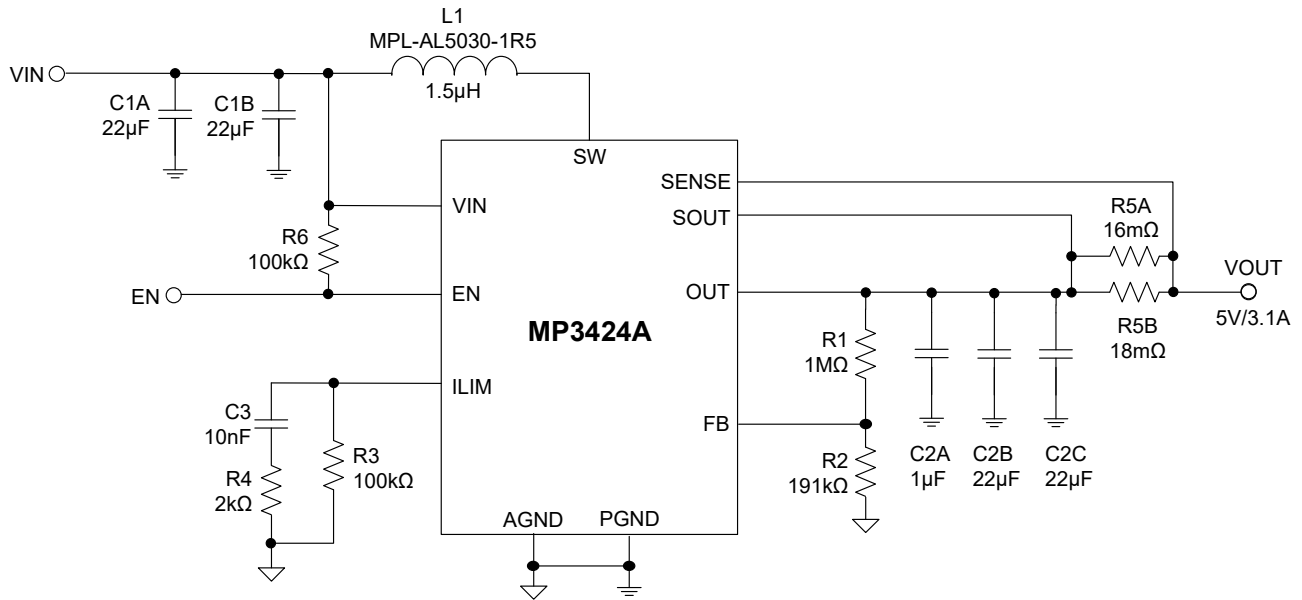 L1
MPL-AL5030-1R5
1.5µH
VIN
C1A
22µF
C1B
22µF
SW
SENSE
SOUT
VIN
R6
100kΩ
R5A
16mΩ
VOUT
5V/3.1A
EN
EN
OUT
R5B
18mΩ
MP3424A
R1
1MΩ
ILIM
C3
10nF
R4
2kΩ
R3
100kΩ
FB
R2
191kΩ
C2A
1µF
C2B
22µF
C2C
22µF
AGND
PGND